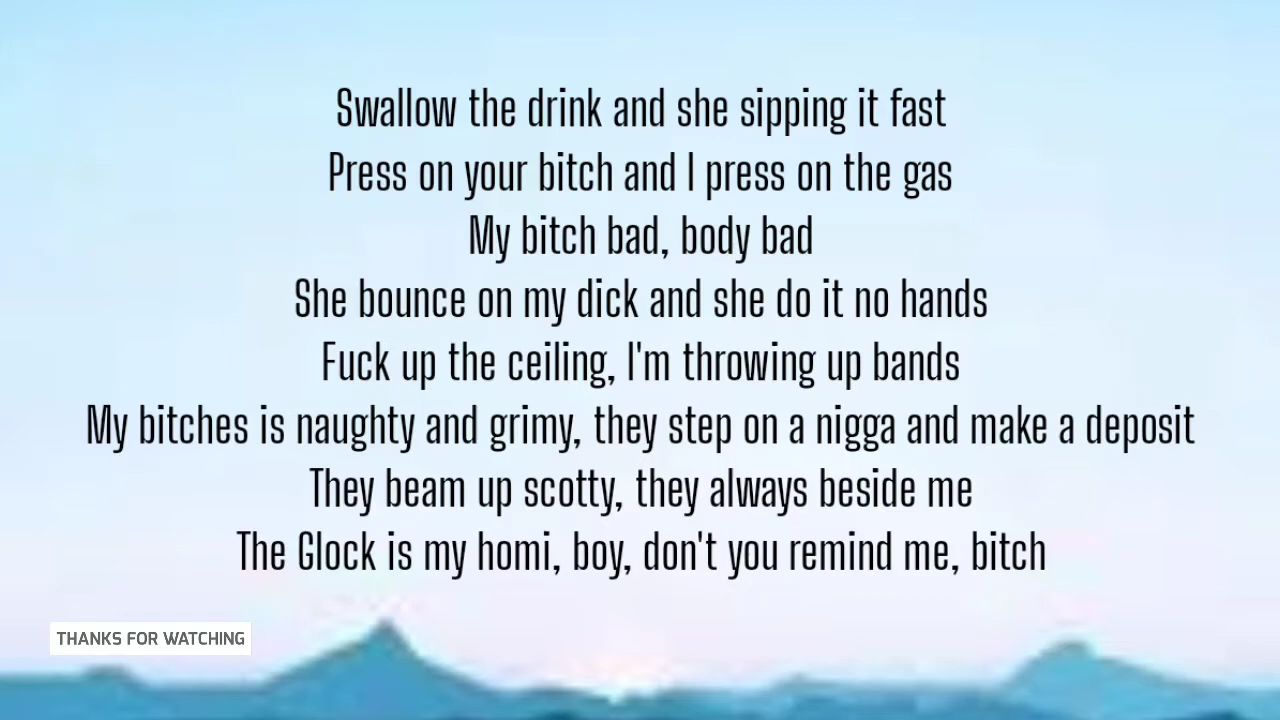 Swallow the drink and she sipping it fast
Press on your bitch and I press on the gas
My bitch bad, body bad
She bounce on my dick and she do it no hands
Fuck up the ceiling, I'm throwing up bands
My bitches is naughty and grimy, they step on a nigga and make a deposit
They beam up scotty, they always beside me
The Glock is my homi, boy, don't you remind me, bitch
THANKS FOR WATCHING